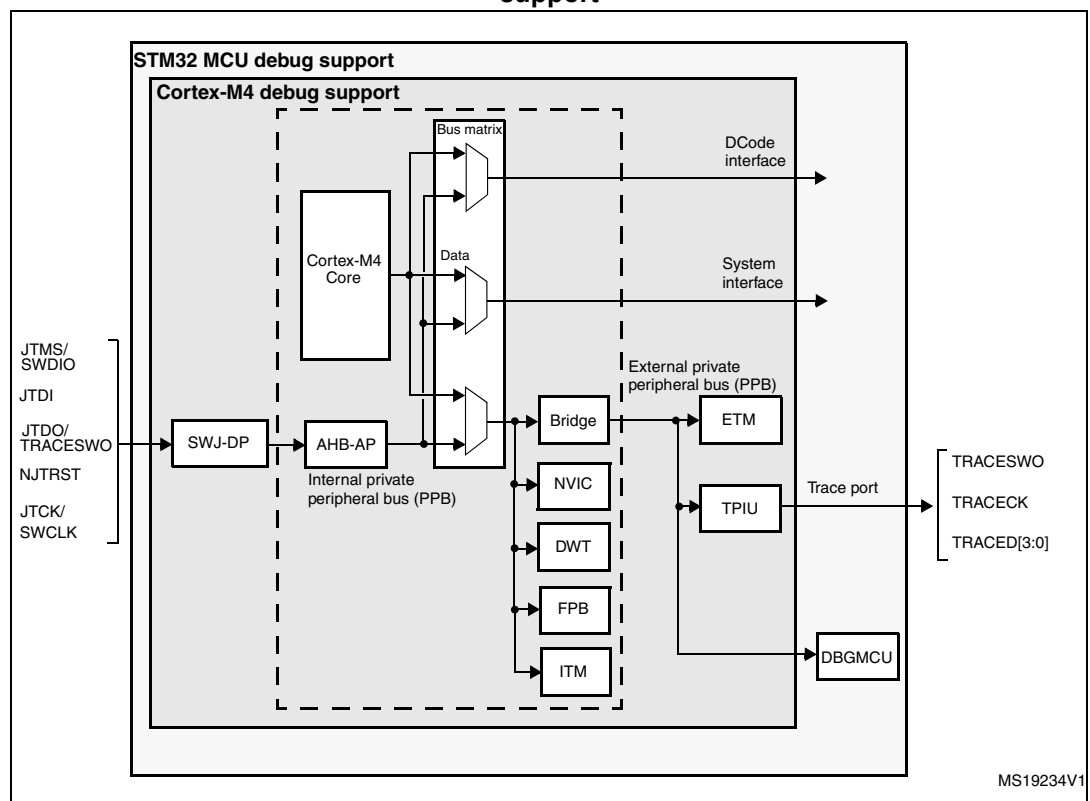 support
STM32 MCU debug support
Cortex-M4 debug support
Bus matrix
DCode
interface
Cortex-M4
Core
Data
System
interface
JTMS/
SWDIO
JTDI
JTDO/
TRACESWO
NJTRST
JTCK/
SWCLK
SWJ-DP
AHB-AP
Internal private
peripheral bus (PPB)
External private
peripheral bus (PPB)
Bridge
NVIC
DWT
FPB
ITM
ETM
TPIU
Trace port
TRACESWO
TRACECK
TRACED[3:0]
DBGMCU
MS19234V1